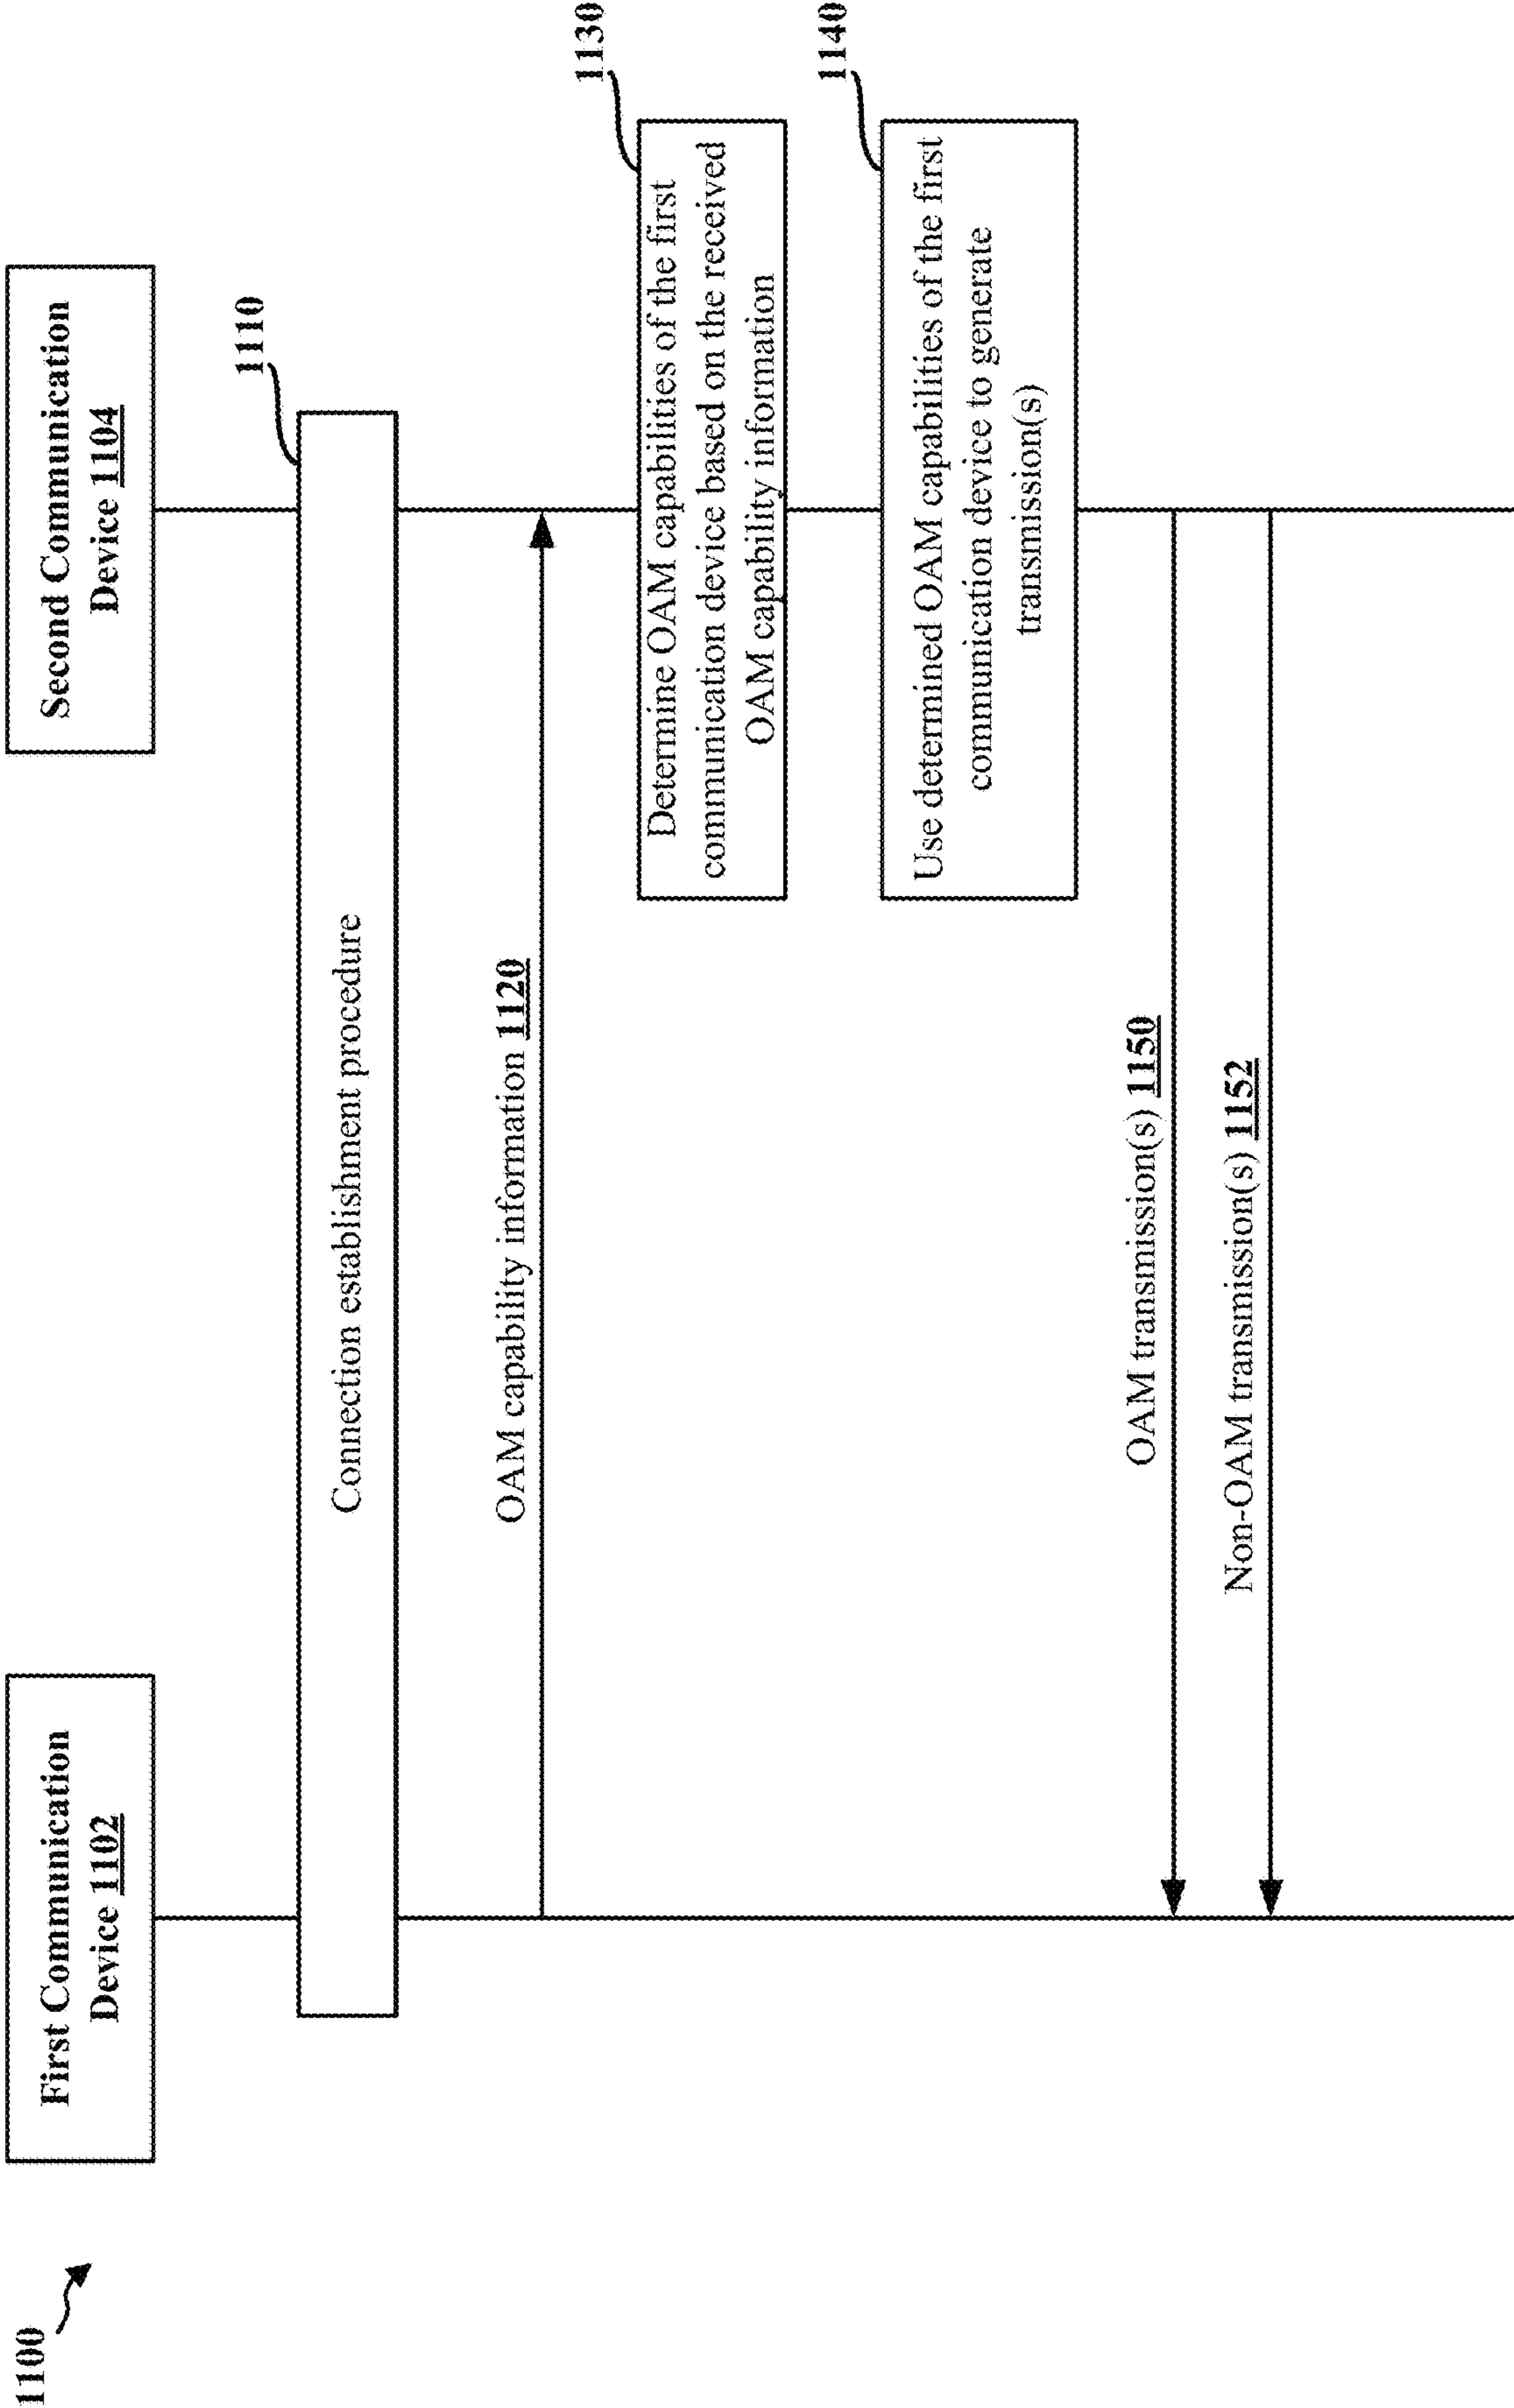 1100
First Communication
Device 1102
Second Communication
Device 1104
1110
Connection establishment procedure
OAM capability information 1120
1130
Determine OAM capabilities of the first
communication device based on the received
OAM capability information
1140
Use determined OAM capabilities of the first
communication device to generate
transmission(s)
OAM transmission(s) 1150
Non-OAM transmission(s) 1152